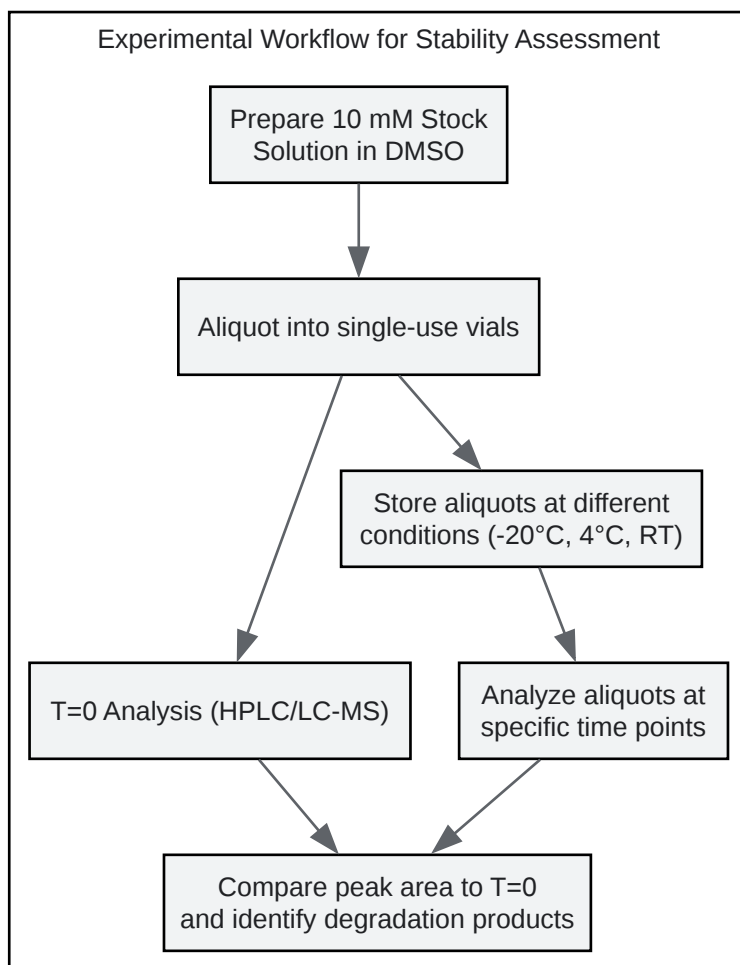 Experimental Workflow for Stability Assessment
Prepare 10 mM Stock
Solution in DMSO
Aliquot into single-use vials
Store aliquots at different
conditions (-20°C, 4°C, RT)
T=0 Analysis (HPLC/LC-MS)
Analyze aliquots at
specific time points
Compare peak area to T=0
and identify degradation products